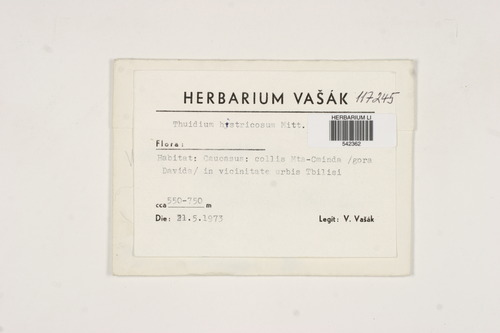 HERBARIUM VAŠÁK 117245
Thuidium histricosum Mitt.
HERBARIUM LI
542362
Flora:
Habitat: Caucasus: collis Mta-Cminda /gora
Davida/ in vicinitate urbis Tbilisi
cca 550-750 m
Die: 21.5.1973
Legit: V. Vašák